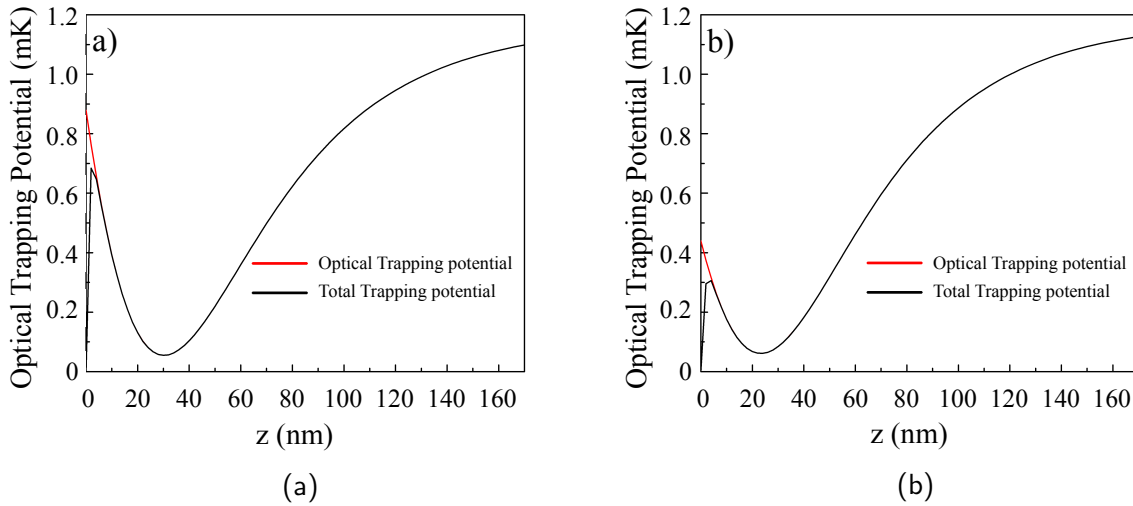 a)
Optical Trapping Potential (mK)
1.2
1.0
0.8
0.6
0.4
0.2
0
Optical Trapping potential
Total Trapping potential
0 20 40 60 80 100 120 140 160
z (nm)
(a)
b)
Optical Trapping Potential (mK)
1.2
1.0
0.8
0.6
0.4
0.2
0
Optical Trapping potential
Total Trapping potential
0 20 40 60 80 100 120 140 160
z (nm)
(b)